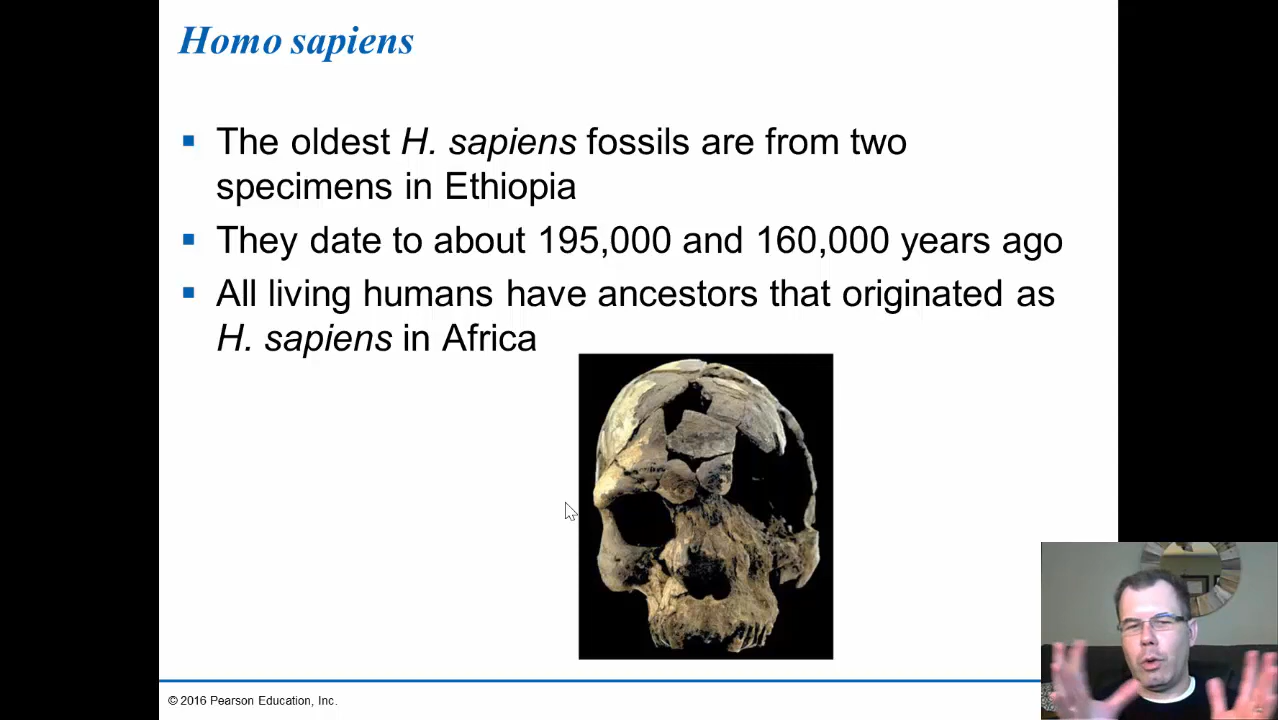 Homo sapiens
The oldest H. sapiens fossils are from two
specimens in Ethiopia
They date to about 195,000 and 160,000 years ago
All living humans have ancestors that originated as
H. sapiens in Africa
© 2016 Pearson Education, Inc.